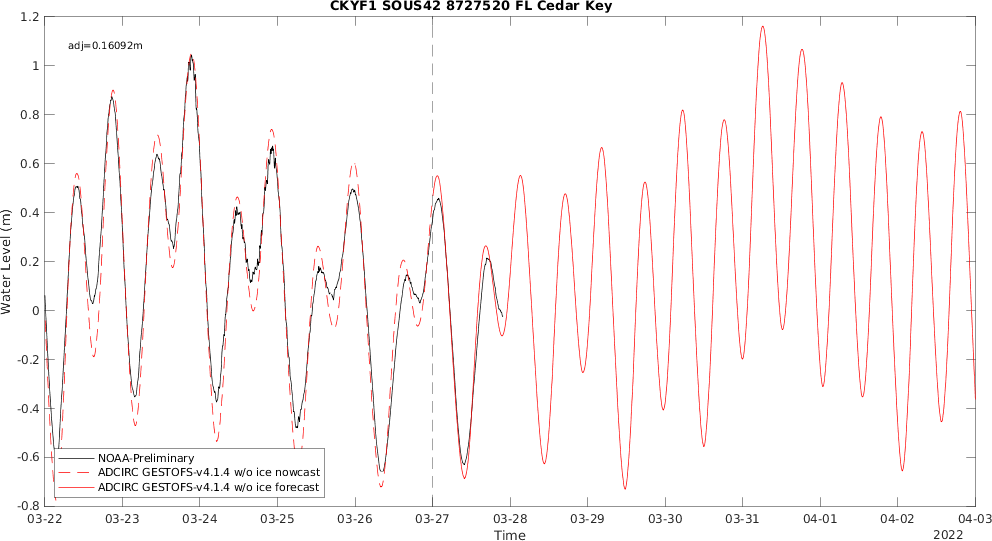 CKYF1 SOUS42 8727520 FL Cedar Key
adj=0.16092m
1.2
1
0.8
0.6
0.4
0.2
0
-0.2
-0.4
-0.6
-0.8
Water Level (m)
NOAA-Preliminary
ADCIRC GESTOFS-v4.1.4 w/o ice nowcast
ADCIRC GESTOFS-v4.1.4 w/o ice forecast
03-22 03-23 03-24 03-25 03-26 03-27 03-28 03-29 03-30 03-31 04-01 04-02 04-03
Time
2022